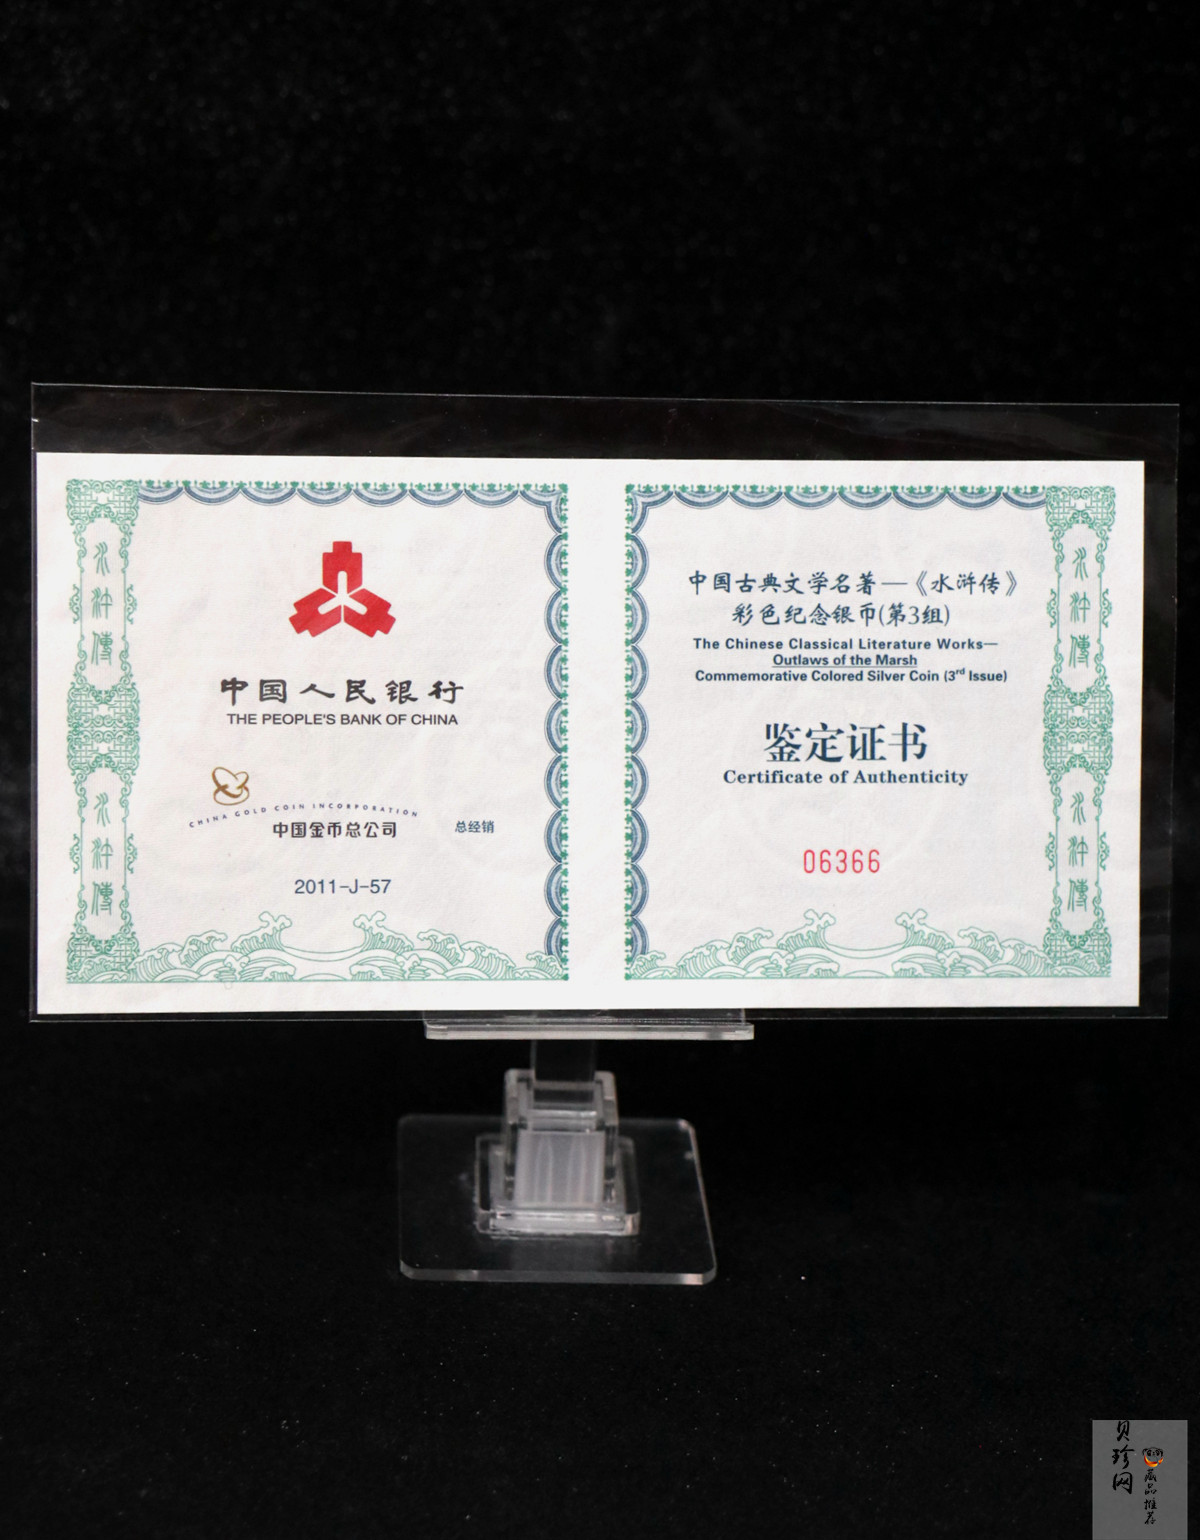 水
浒
傳
水
浒
傳
中国人民银行
THE PEOPLE'S BANK OF CHINA
CHINA GOLD COIN INCORPORATION
中国金币总公司
总经销
2011-J-57
中国古典文学名著—《水浒传》
彩色纪念银币(第3组)
The Chinese Classical Literature Works—
Outlaws of the Marsh
Commemorative Colored Silver Coin (3rd Issue)
鉴定证书
Certificate of Authenticity
06366
水
浒
傳
水
浒
傳
贝珍网
藏品推荐